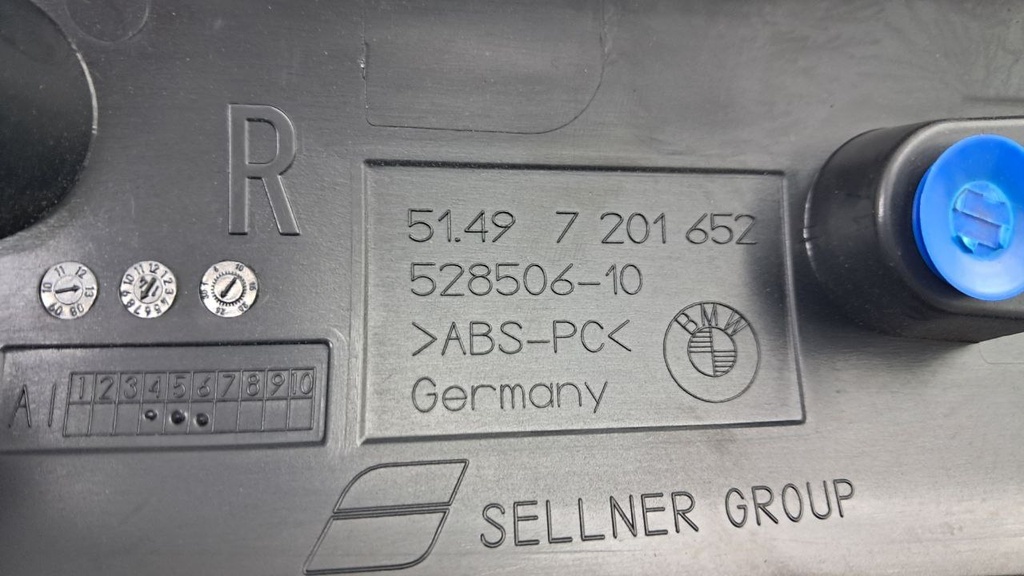 R
51.49 7 201 652
528506-10
>ABS-PC<
Germany
BMW
AI 1 2 3 4 5 6 7 8 9 10
SELLNER GROUP